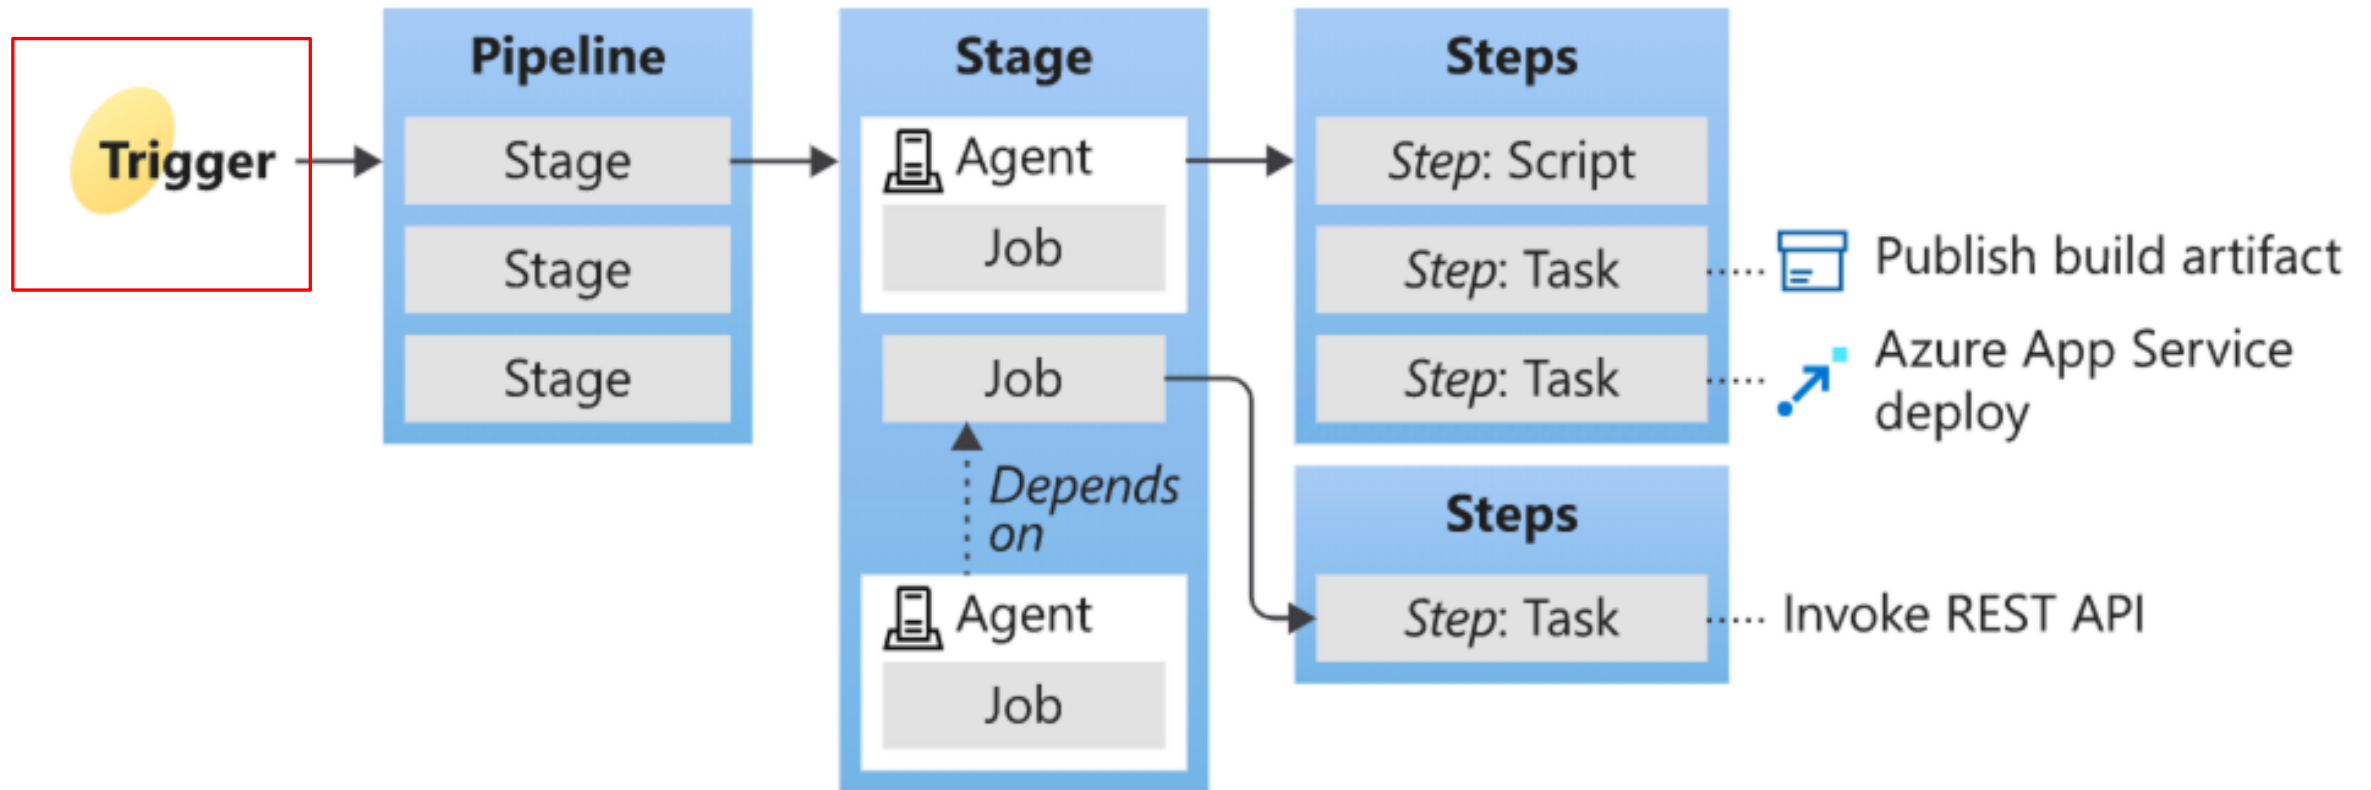 Trigger
Pipeline
Stage
Stage
Stage
Stage
Agent
Job
Job
Depends
on
Agent
Job
Steps
Step: Script
Step: Task
Publish build artifact
Step: Task
Azure App Service
deploy
Steps
Step: Task
Invoke REST API